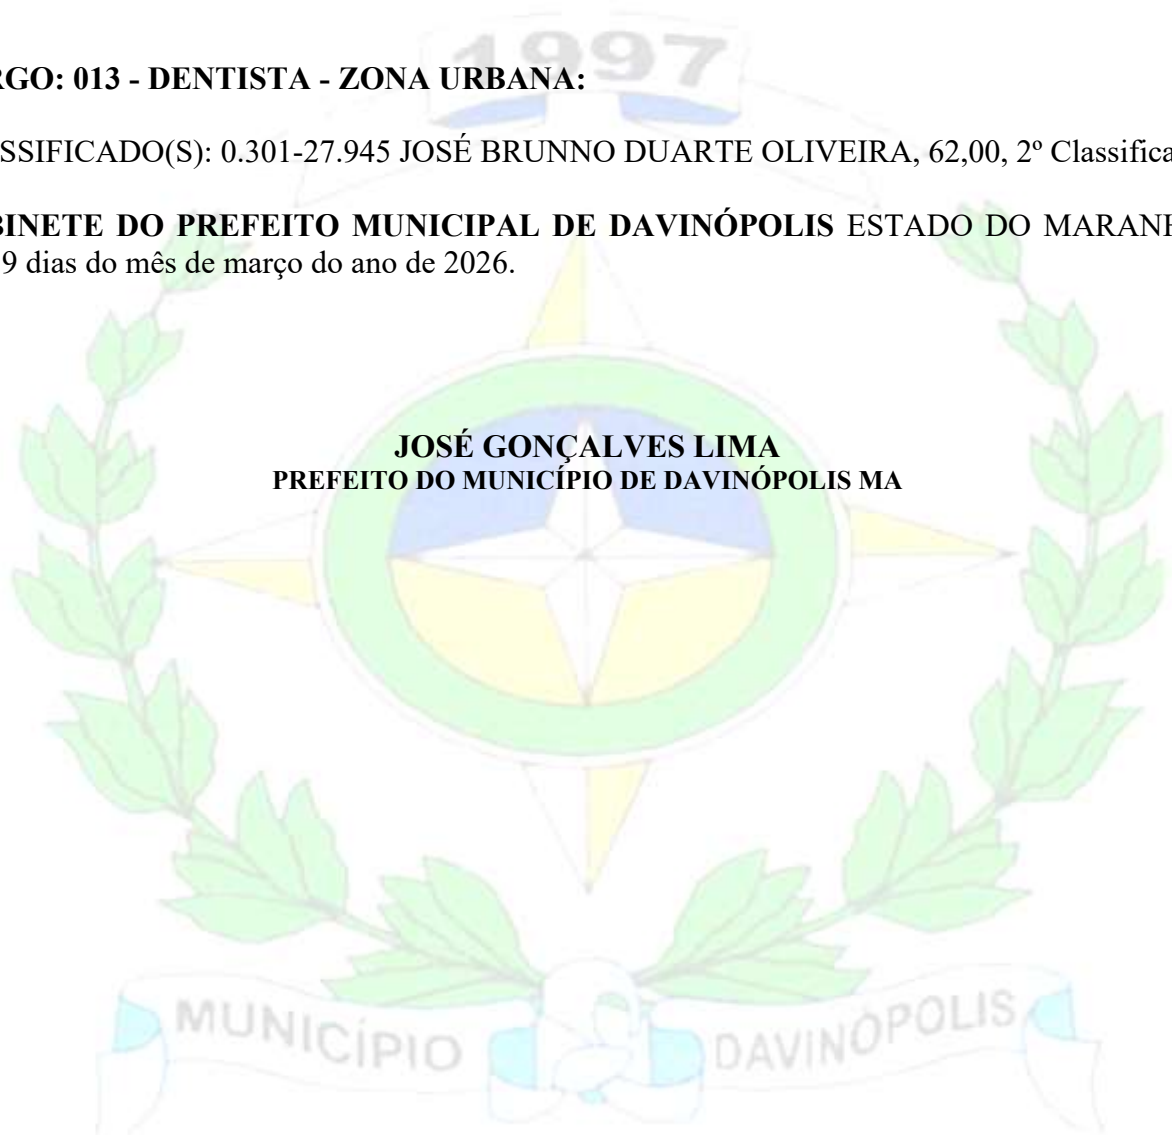 1997
RGO: 013 - DENTISTA - ZONA URBANA:
SSIFICADO(S): 0.301-27.945 JOSÉ BRUNNO DUARTE OLIVEIRA, 62,00, 2º Classifica
BINETE DO PREFEITO MUNICIPAL DE DAVINÓPOLIS ESTADO DO MARANH
9 dias do mês de março do ano de 2026.
JOSÉ GONÇALVES LIMA
PREFEITO DO MUNICÍPIO DE DAVINÓPOLIS MA
MUNICÍPIO DAVINÓPOLIS